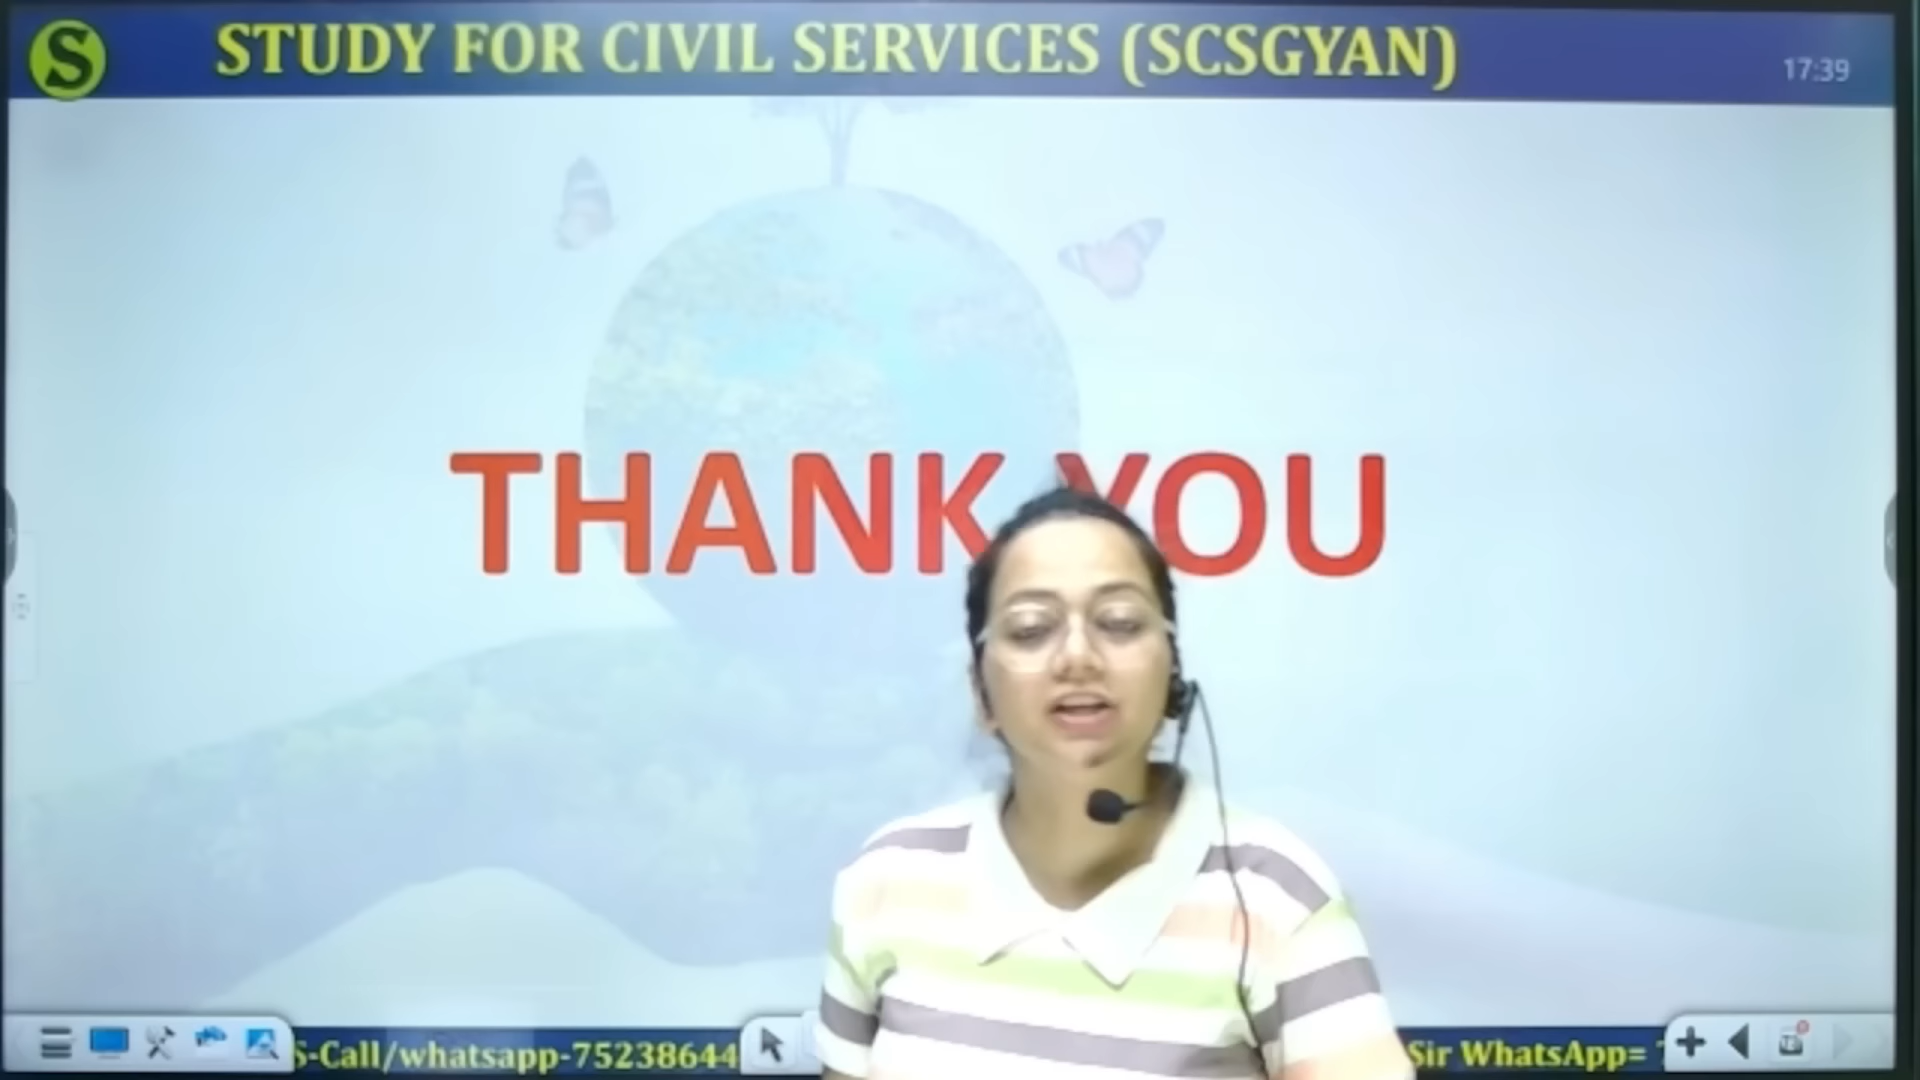 S STUDY FOR CIVIL SERVICES (SCSGYAN)
17:39
THANK YOU
S-Call/whatsapp-75238644
Sir WhatsApp=